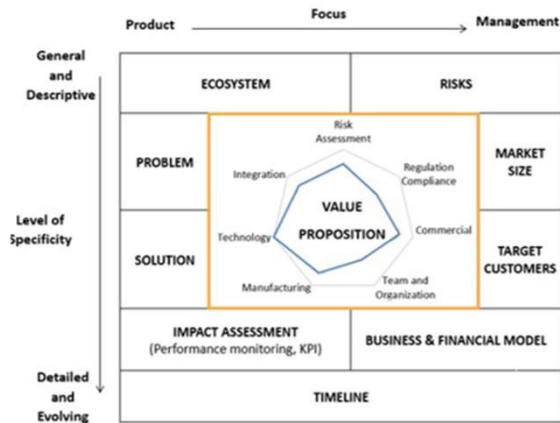 Focus
Product
Management
General
and
Descriptive
ECOSYSTEM
RISKS
Risk
Assessment
PROBLEM
Integration
Regulation
Compliance
MARKET
SIZE
VALUE
PROPOSITION
Level of
Specificity
Technology
Commercial
SOLUTION
TARGET
CUSTOMERS
Manufacturing
Team and
Organization
IMPACT ASSESSMENT
(Performance monitoring, KPI)
BUSINESS & FINANCIAL MODEL
Detailed
and
Evolving
TIMELINE